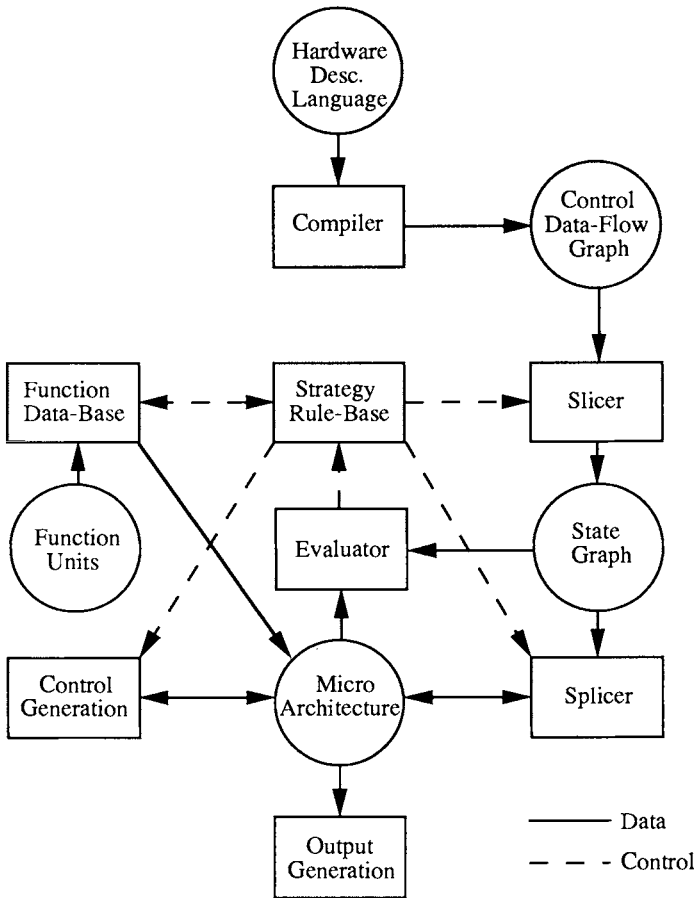 Hardware
Desc.
Language
Compiler
Control
Data-Flow
Graph
Function
Data-Base
Strategy
Rule-Base
Slicer
Function
Units
Evaluator
State
Graph
Control
Generation
Micro
Architecture
Splicer
Output
Generation
Data
Control